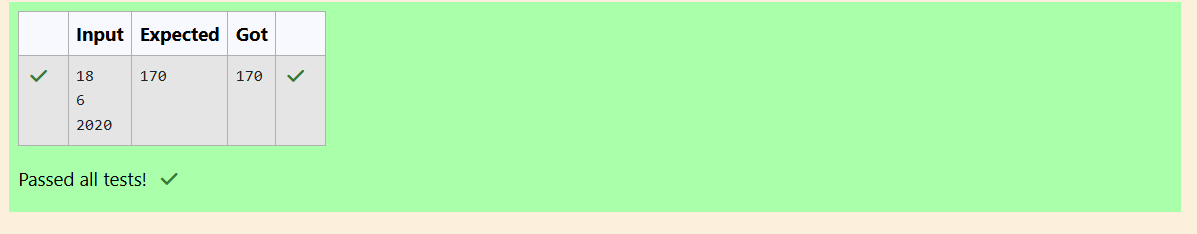 Input Expected Got
18 170 170
6
2020
Passed all tests!